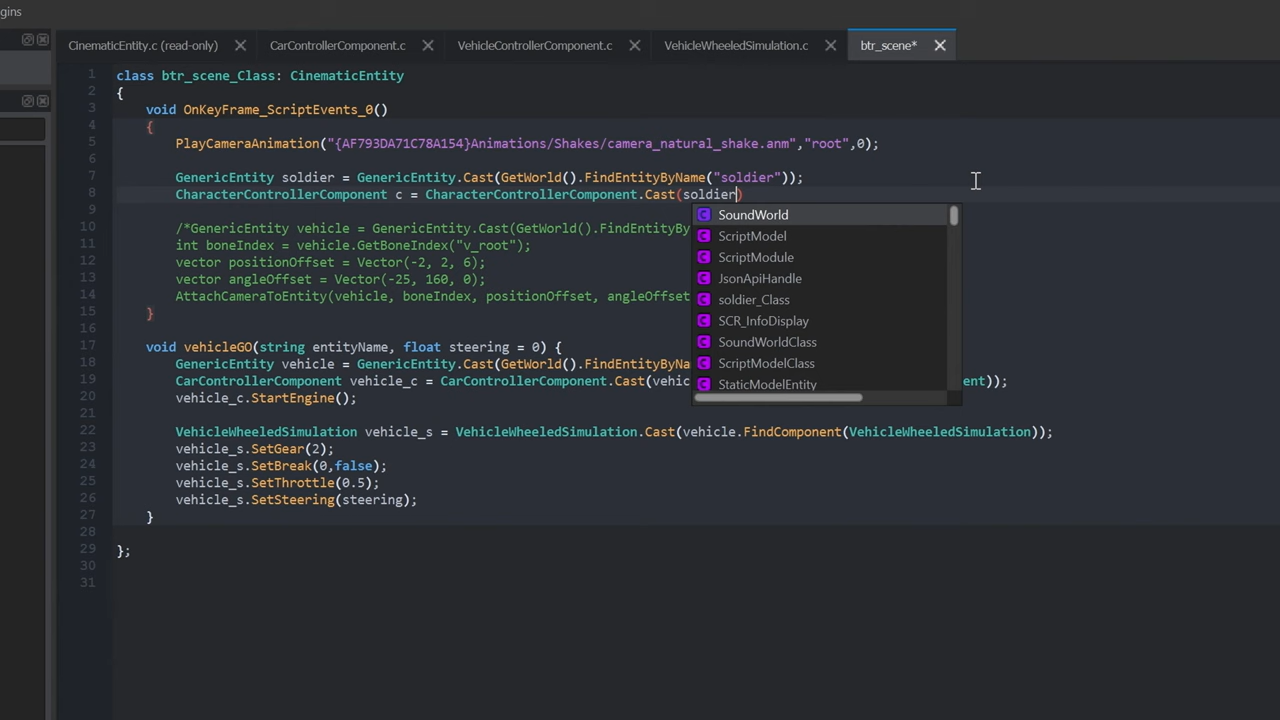 gins
CinematicEntity.c (read-only)
CarControllerComponent.c
VehicleControllerComponent.c
VehicleWheeledSimulation.c
btr_scene*
1 class btr_scene_Class: CinematicEntity
2 {
3 void OnKeyFrame_ScriptEvents_0()
4 {
5 PlayCameraAnimation("{AF793DA71C78A154}Animations/Shakes/camera_natural_shake.anm","root",0);
6
7 GenericEntity soldier = GenericEntity.Cast(GetWorld().FindEntityByName("soldier"));
8 CharacterControllerComponent c = CharacterControllerComponent.Cast(soldier)
9
10 /*GenericEntity vehicle = GenericEntity.Cast(GetWorld().FindEntityBy
11 int boneIndex = vehicle.GetBoneIndex("v_root");
12 vector positionOffset = Vector(-2, 2, 6);
13 vector angleOffset = Vector(-25, 160, 0);
14 AttachCameraToEntity(vehicle, boneIndex, positionOffset, angleOffset
15 }
16
17 void vehicleGO(string entityName, float steering = 0) {
18 GenericEntity vehicle = GenericEntity.Cast(GetWorld().FindEntityByNa
19 CarControllerComponent vehicle_c = CarControllerComponent.Cast(vehic ent));
20 vehicle_c.StartEngine();
21
22 VehicleWheeledSimulation vehicle_s = VehicleWheeledSimulation.Cast(vehicle.FindComponent(VehicleWheeledSimulation));
23 vehicle_s.SetGear(2);
24 vehicle_s.SetBreak(0,false);
25 vehicle_s.SetThrottle(0.5);
26 vehicle_s.SetSteering(steering);
27 }
28
29 };
30
31
C SoundWorld
C ScriptModel
C ScriptModule
C JsonApiHandle
C soldier_Class
C SCR_InfoDisplay
C SoundWorldClass
C ScriptModelClass
C StaticModelEntity